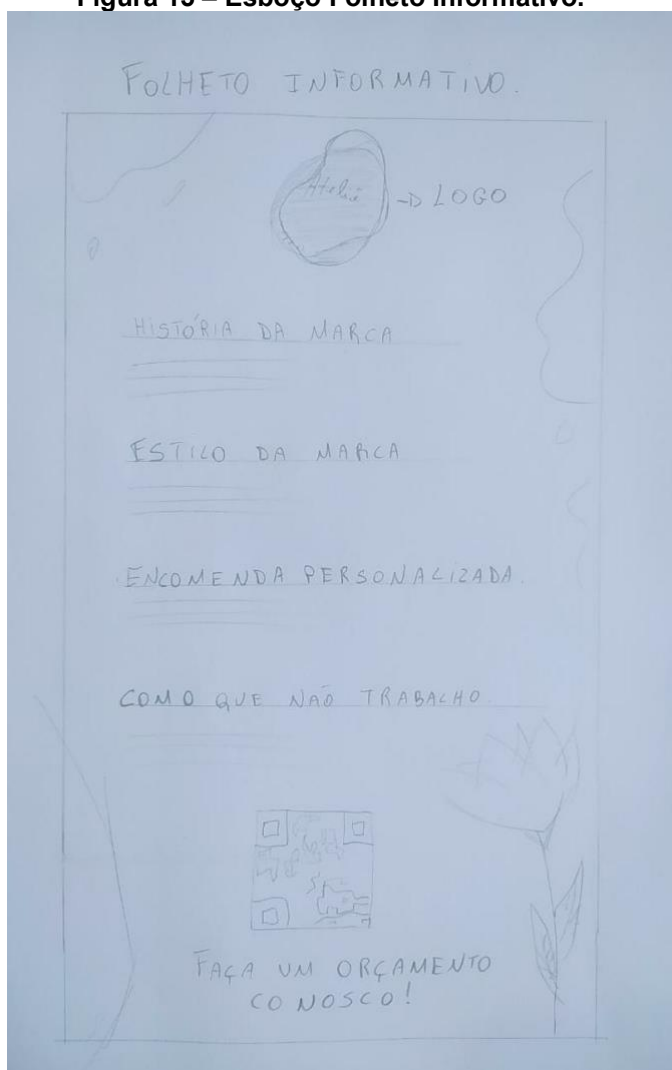 Figura 15 – Esboço Folheto Informativo.
FOLHETO INFORMATIVO.
Ateliê
LOGO
HISTÓRIA DA MARCA
ESTILO DA MARCA
ENCOMENDA PERSONALIZADA.
COM O QUE NÃO TRABALHO.
FAÇA UM ORÇAMENTO
CONOSCO!